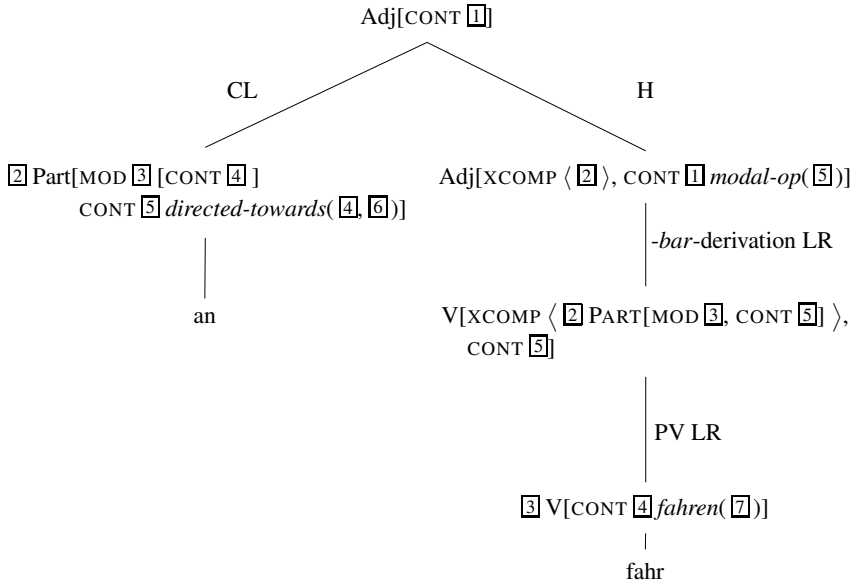 Adj[CONT 1]
CL H
2 Part[MOD 3 [CONT 4] Adj[XCOMP ⟨ 2 ⟩, CONT 1 modal-op( 5 )]
CONT 5 directed-towards( 4, 6 )]
-bar-derivation LR
an V[XCOMP ⟨ 2 PART[MOD 3, CONT 5] ⟩,
CONT 5]
PV LR
3 V[CONT 4 fahren( 7 )]
fahr